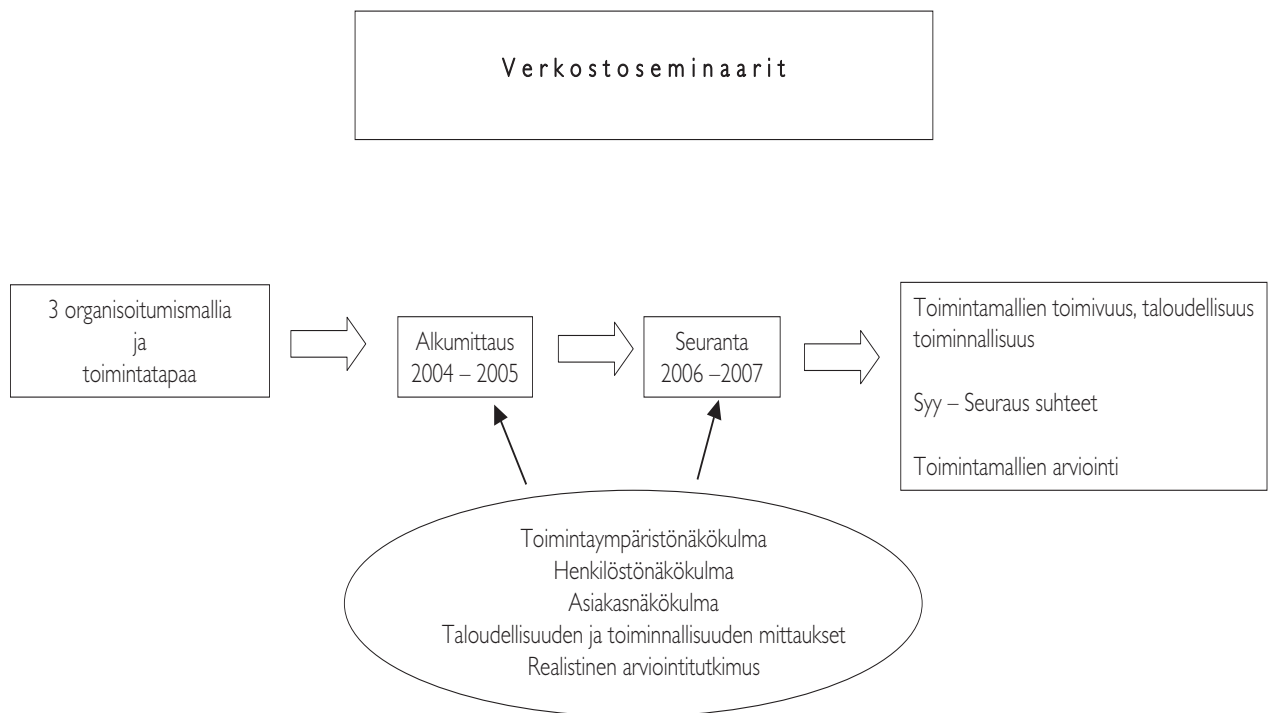 Verkostoseminaarit
3 organisoitumismallia
ja
toimintatapaa
Alkumittaus
2004 – 2005
Seuranta
2006 –2007
Toimintamallien toimivuus, taloudellisuus
toiminnallisuus
Syy – Seuraus suhteet
Toimintamallien arviointi
Toimintaympäristönäkökulma
Henkilöstönäkökulma
Asiakasnäkökulma
Taloudellisuuden ja toiminnallisuuden mittaukset
Realistinen arviointitutkimus